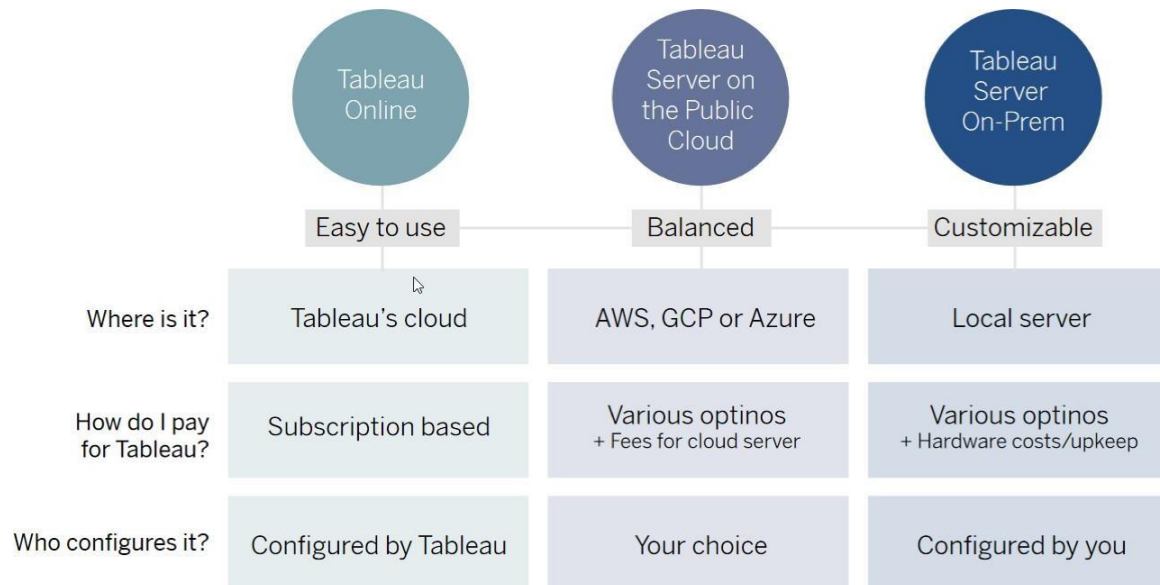 Tableau
Online
Tableau
Server on
the Public
Cloud
Tableau
Server
On-Prem
Easy to use
Balanced
Customizable
Where is it?
Tableau's cloud
AWS, GCP or Azure
Local server
How do I pay
for Tableau?
Subscription based
Various optinos
+ Fees for cloud server
Various optinos
+ Hardware costs/upkeep
Who configures it?
Configured by Tableau
Your choice
Configured by you